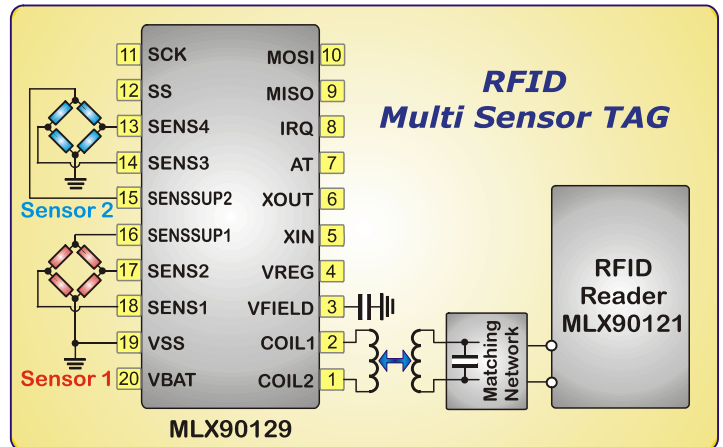 RFID
Multi Sensor TAG
11 SCK MOSI 10
12 SS MISO 9
13 SENS4 IRQ 8
14 SENS3 AT 7
15 SENSSUP2 XOUT 6
Sensor 2
16 SENSSUP1 XIN 5
17 SENS2 VREG 4
18 SENS1 VFIELD 3
19 VSS COIL1 2
Sensor 1
20 VBAT COIL2 1
MLX90129
Matching
Network
RFID
Reader
MLX90121